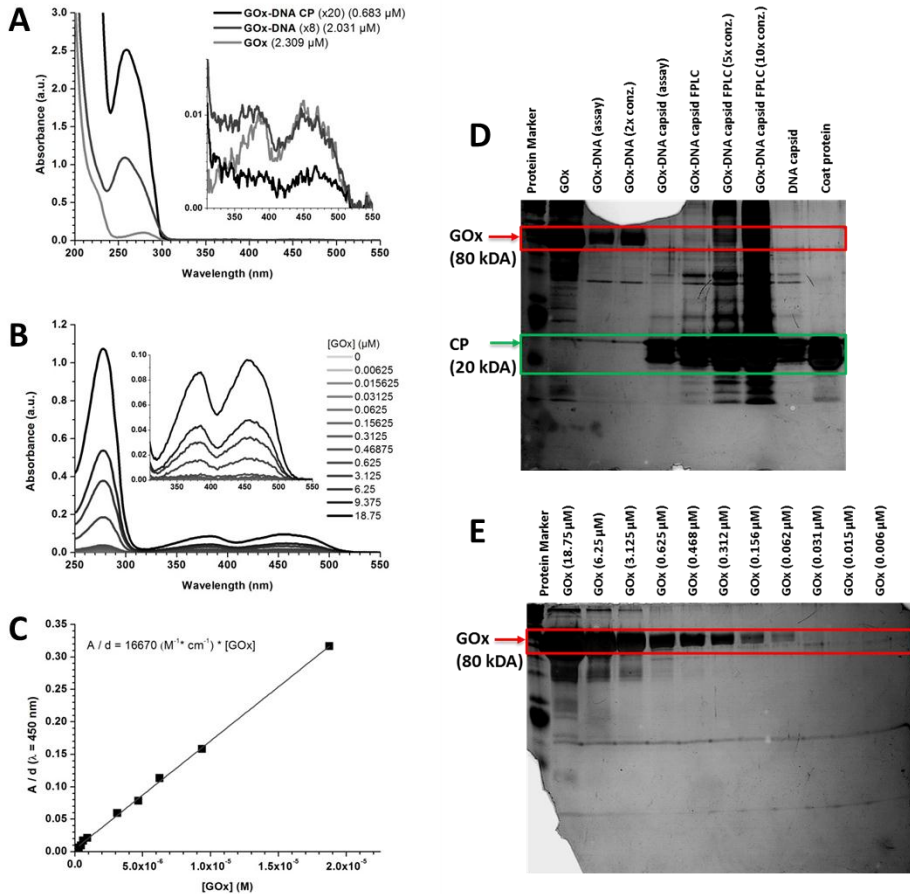 A
GOx-DNA CP (x20) (0.683 µM)
GOx-DNA (x8) (2.031 µM)
GOx (2.309 µM)
Absorbance (a.u.)
3.0
2.5
2.0
1.5
1.0
0.5
0.0
200 250 300 350 400 450 500 550
Wavelength (nm)
0.01
0.00
350 400 450 500 550
B
[GOx] (µM)
0
0.00625
0.015625
0.03125
0.0625
0.15625
0.3125
0.46875
0.625
3.125
6.25
9.375
18.75
Absorbance (a.u.)
1.2
1.0
0.8
0.6
0.4
0.2
0.0
250 300 350 400 450 500 550
Wavelength (nm)
0.10
0.08
0.06
0.04
0.02
0.00
350 400 450 500 550
C
A / d = 16670 (M⁻¹* cm⁻¹) * [GOx]
A / d (λ = 450 nm)
0.35
0.30
0.25
0.20
0.15
0.10
0.05
0.00
0.0 5.0x10⁻⁶ 1.0x10⁻⁵ 1.5x10⁻⁵ 2.0x10⁻⁵
[GOx] (M)
D
Protein Marker
GOx
GOx-DNA (assay)
GOx-DNA (2x conz.)
GOx-DNA capsid (assay)
GOx-DNA capsid FPLC
GOx-DNA capsid FPLC (5x conz.)
GOx-DNA capsid FPLC (10x conz.)
DNA capsid
Coat protein
GOx
(80 kDA)
CP
(20 kDA)
E
Protein Marker
GOx (18.75 µM)
GOx (6.25 µM)
GOx (3.125 µM)
GOx (0.625 µM)
GOx (0.468 µM)
GOx (0.312 µM)
GOx (0.156 µM)
GOx (0.062 µM)
GOx (0.031 µM)
GOx (0.015 µM)
GOx (0.006 µM)
GOx
(80 kDA)